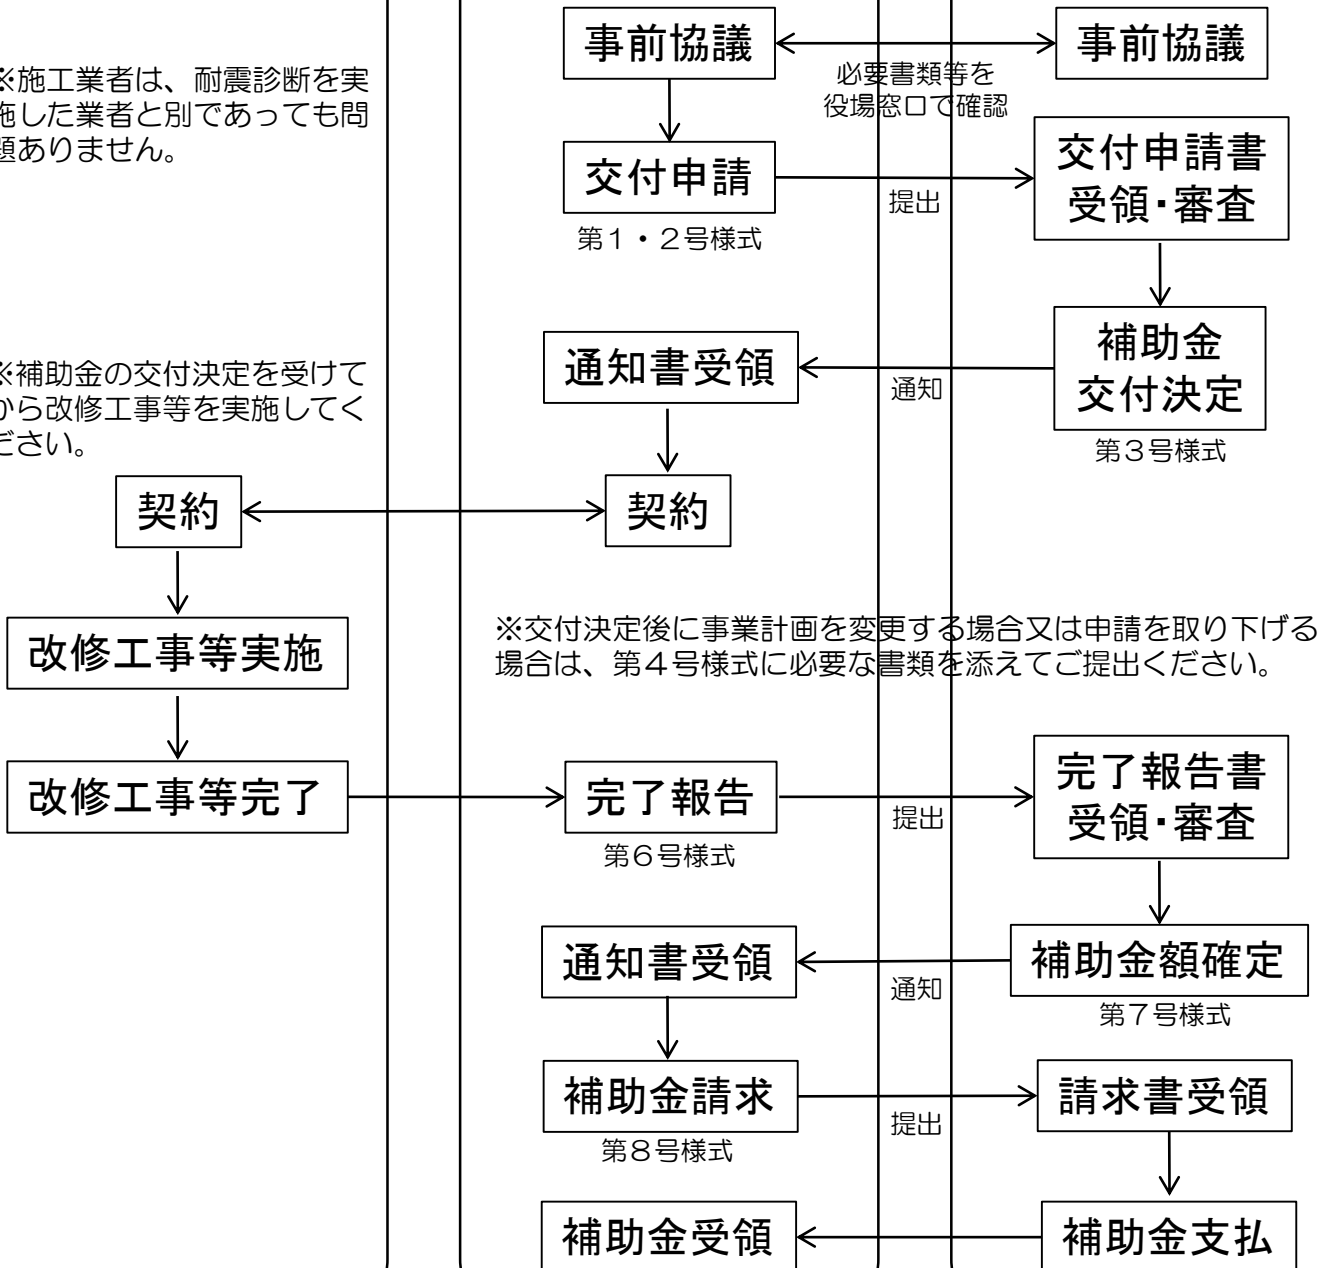 事前協議
事前協議
必要書類等を
役場窓口で確認
※施工業者は、耐震診断を実
施した業者と別であっても問
題ありません。
交付申請
第１・２号様式
提出
交付申請書
受領・審査
補助金
交付決定
第３号様式
通知
通知書受領
※補助金の交付決定を受けて
から改修工事等を実施してく
ださい。
契約
契約
改修工事等実施
※交付決定後に事業計画を変更する場合又は申請を取り下げる
場合は、第４号様式に必要な書類を添えてご提出ください。
改修工事等完了
完了報告
第６号様式
提出
完了報告書
受領・審査
補助金額確定
第７号様式
通知
通知書受領
補助金請求
第８号様式
提出
請求書受領
補助金受領
補助金支払